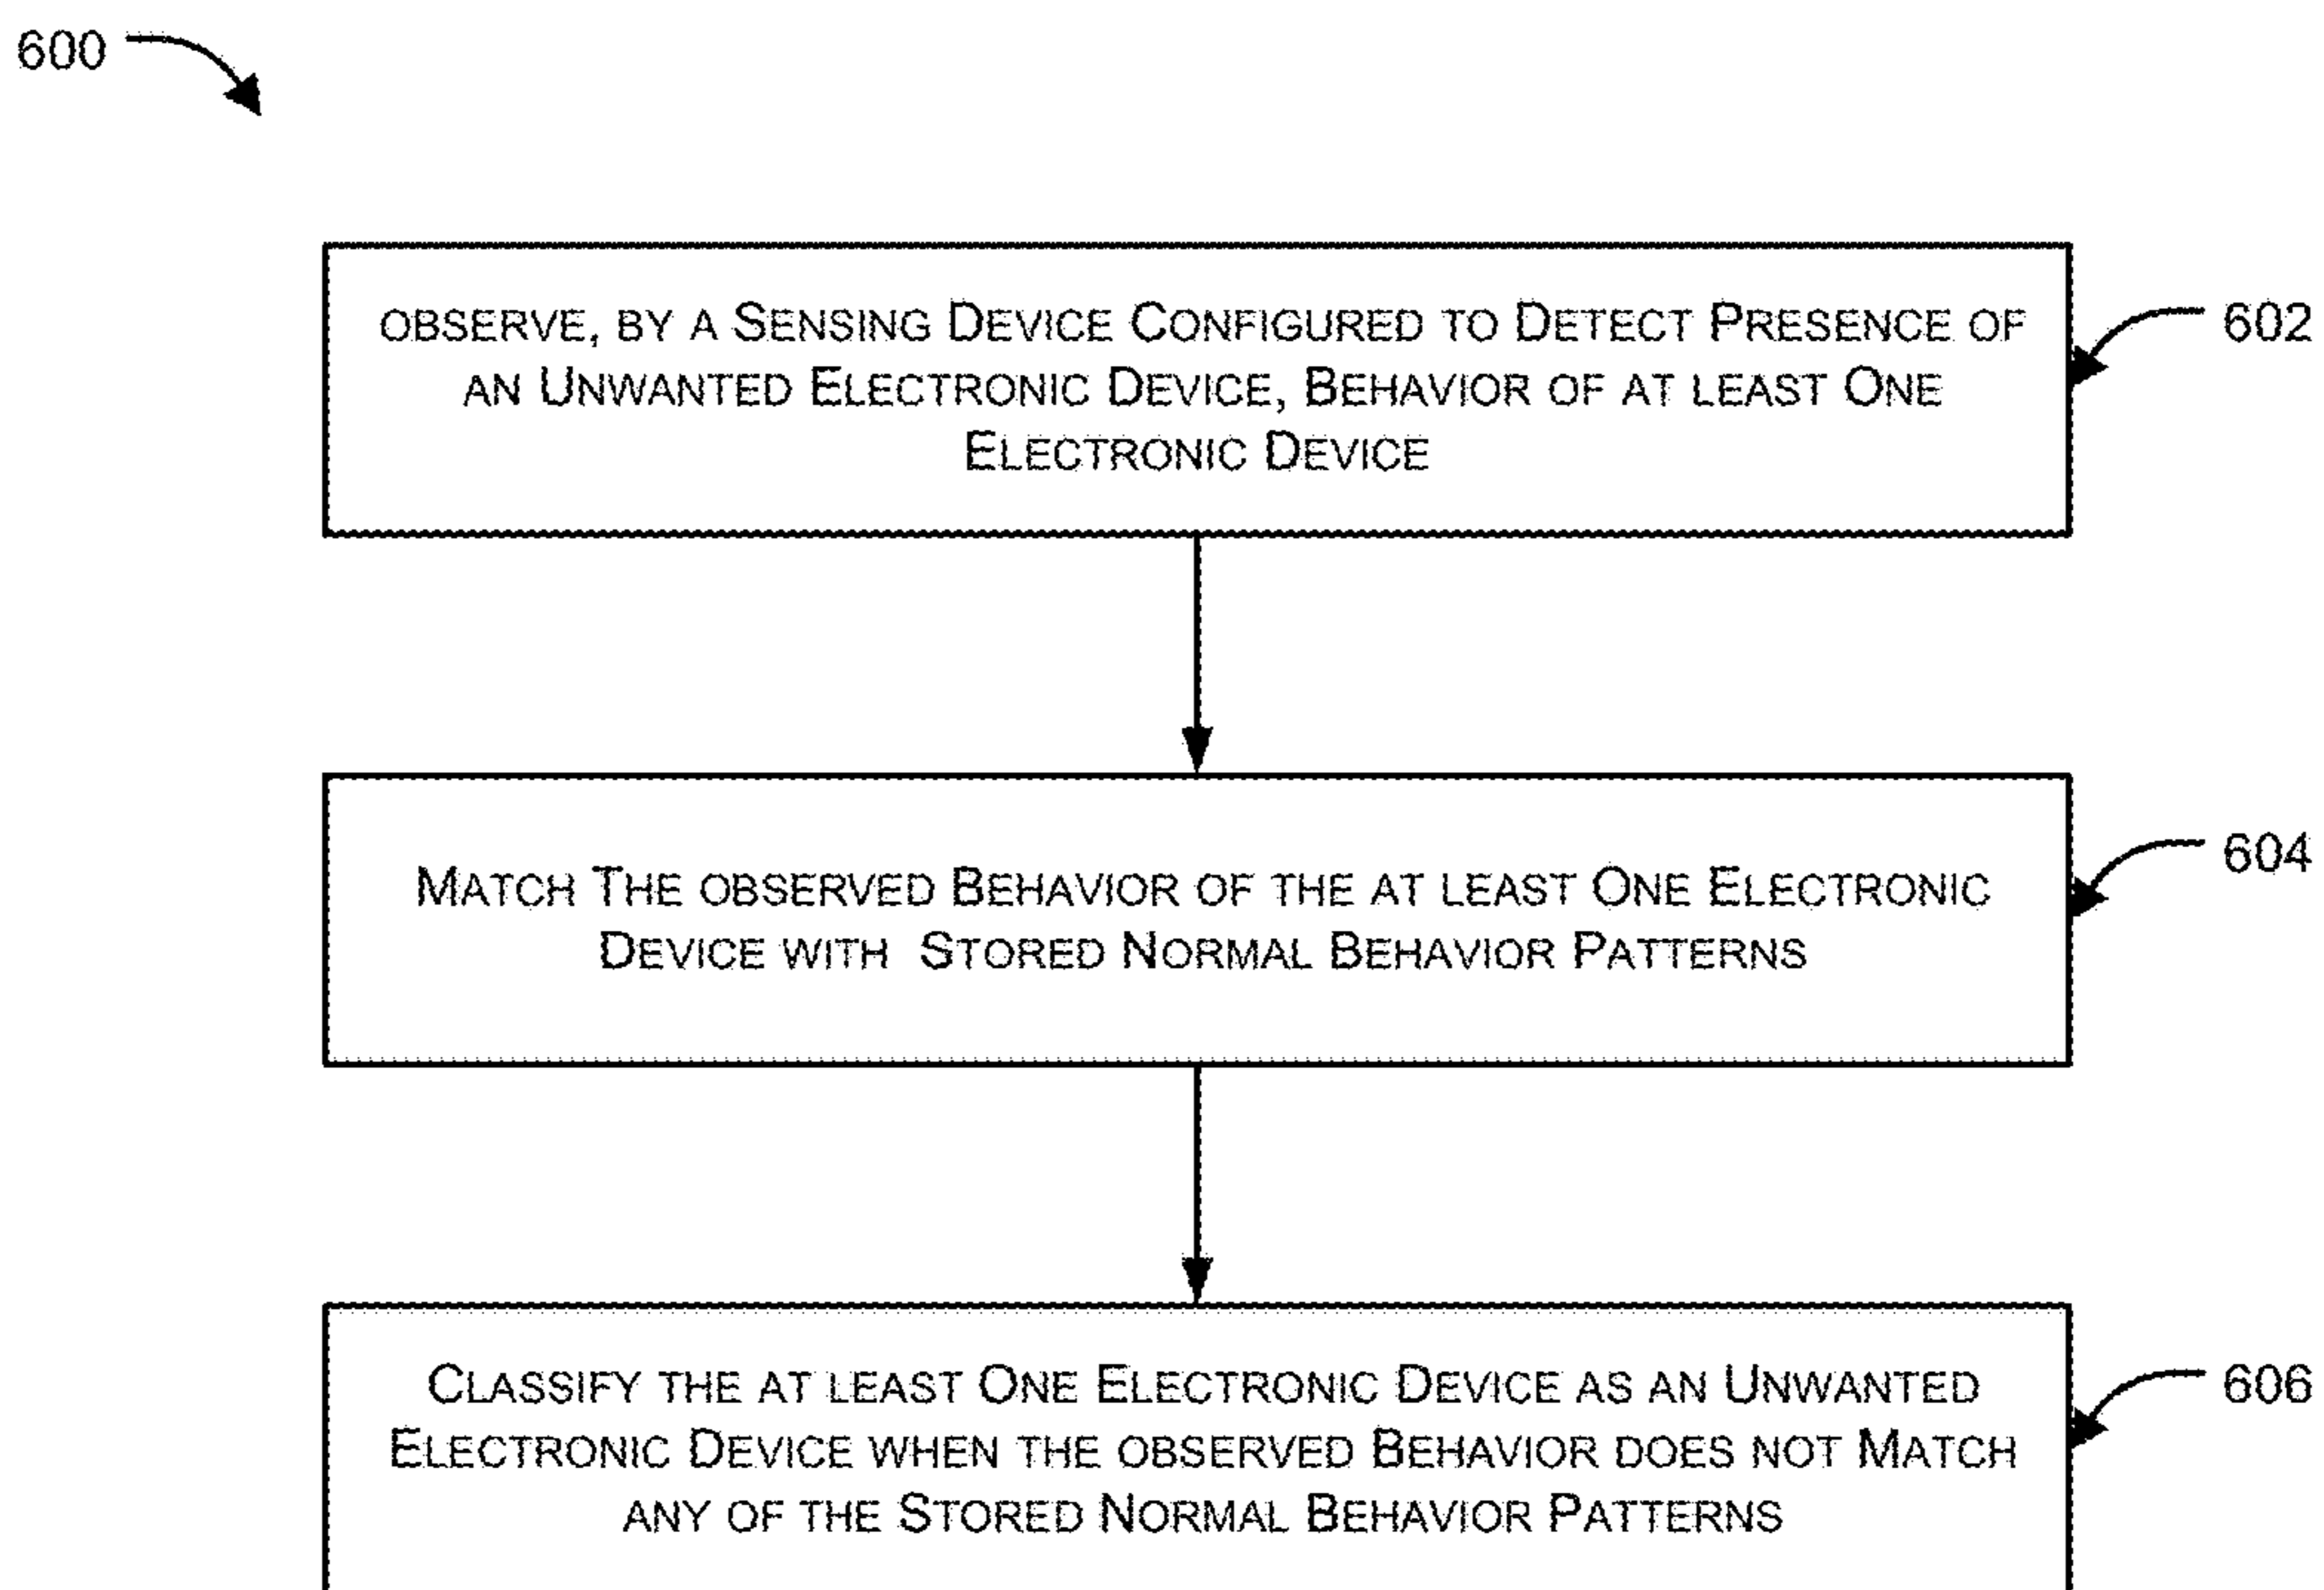 600
OBSERVE, BY A SENSING DEVICE CONFIGURED TO DETECT PRESENCE OF
602
AN UNWANTED ELECTRONIC DEVICE, BEHAVIOR OF AT LEAST ONE
ELECTRONIC DEVICE
604
MATCH THE OBSERVED BEHAVIOR OF THE AT LEAST ONE ELECTRONIC
DEVICE WITH STORED NORMAL BEHAVIOR PATTERNS
CLASSIFY THE AT LEAST ONE ELECTRONIC DEVICE AS AN UNWANTED
606
ELECTRONIC DEVICE WHEN THE OBSERVED BEHAVIOR DOES NOT MATCH
ANY OF THE STORED NORMAL BEHAVIOR PATTERNS